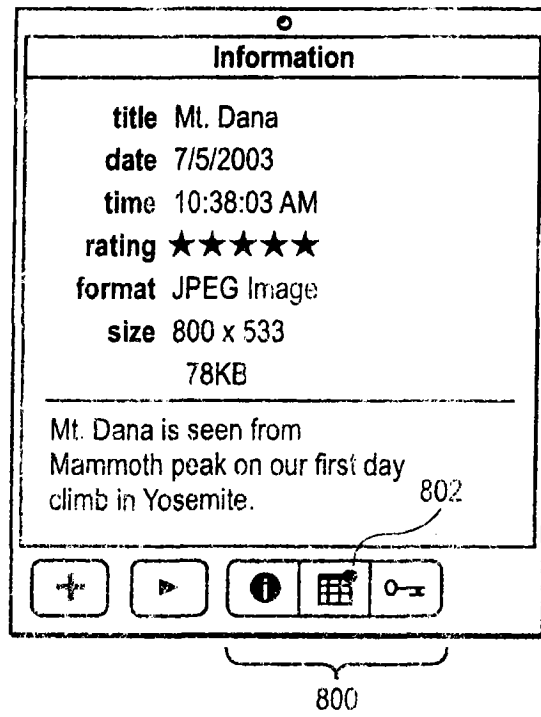 Information
title Mt. Dana
date 7/5/2003
time 10:38:03 AM
rating ★★★★★
format JPEG Image
size 800 x 533
78KB
Mt. Dana is seen from
Mammoth peak on our first day
climb in Yosemite.
802
800